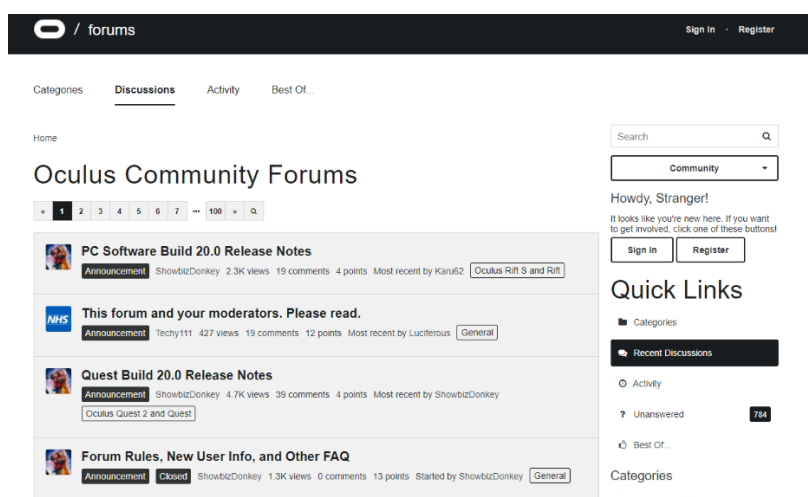 / forums
Sign In · Register
Categories Discussions Activity Best Of...
Home
Search
Community
Oculus Community Forums
Howdy, Stranger!
« 1 2 3 4 5 6 7 ... 100 »
It looks like you're new here. If you want
to get involved, click one of these buttons!
Sign In Register
PC Software Build 20.0 Release Notes
Announcement ShowbizDonkey 2.3K views 19 comments 4 points Most recent by Karu62 Oculus Rift S and Rift
Quick Links
NHS
This forum and your moderators. Please read.
Announcement Techy111 427 views 19 comments 12 points Most recent by Luciferous General
Categories
Recent Discussions
Quest Build 20.0 Release Notes
Announcement ShowbizDonkey 4.7K views 39 comments 4 points Most recent by ShowbizDonkey
Oculus Quest 2 and Quest
Activity
? Unanswered 784
Best Of...
Forum Rules, New User Info, and Other FAQ
Announcement Closed ShowbizDonkey 1.3K views 0 comments 13 points Started by ShowbizDonkey General
Categories